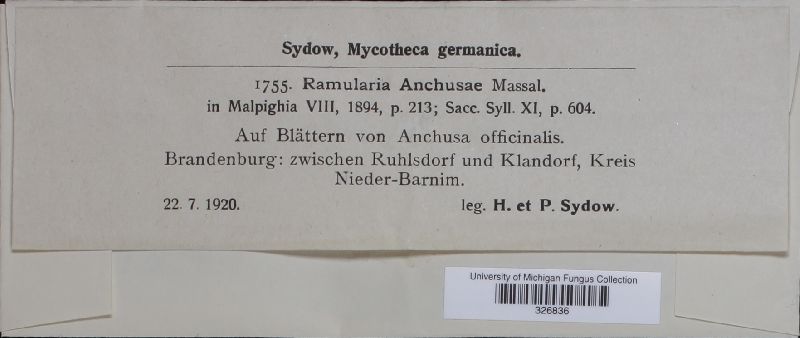 Sydow, Mycotheca germanica.
1755. Ramularia Anchusae Massal.
in Malpighia VIII, 1894, p. 213; Sacc. Syll. XI, p. 604.
Auf Blättern von Anchusa officinalis.
Brandenburg: zwischen Ruhlsdorf und Klandorf, Kreis
Nieder-Barnim.
22. 7. 1920. leg. H. et P. Sydow.
University of Michigan Fungus Collection
326836